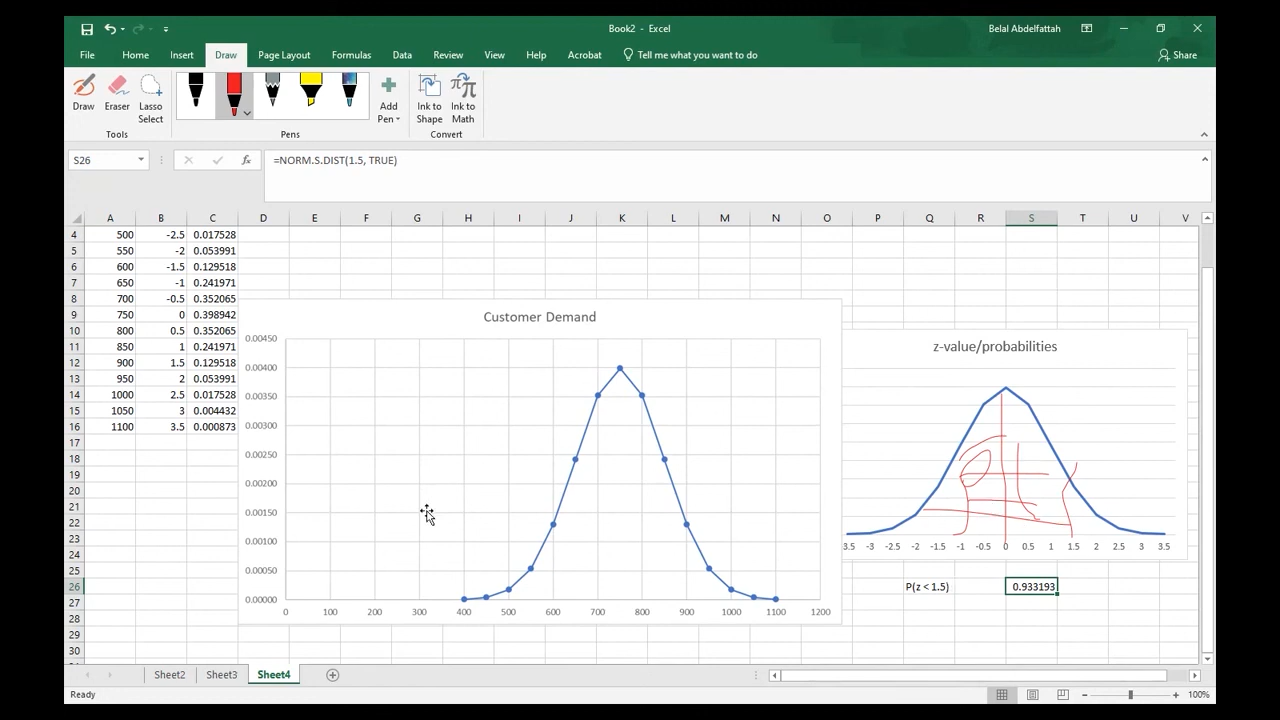 Book2 - Excel
Belal Abdelfattah
File Home Insert Draw Page Layout Formulas Data Review View Help Acrobat Tell me what you want to do Share
Draw Eraser Lasso Select Add Pen Ink to Shape Ink to Math
Tools Pens Convert
S26 fx =NORM.S.DIST(1.5, TRUE)
A B C D E F G H I J K L M N O P Q R S T U V
4 500 -2.5 0.017528
5 550 -2 0.053991
6 600 -1.5 0.129518
7 650 -1 0.241971
8 700 -0.5 0.352065
9 750 0 0.398942
10 800 0.5 0.352065
11 850 1 0.241971
12 900 1.5 0.129518
13 950 2 0.053991
14 1000 2.5 0.017528
15 1050 3 0.004432
16 1100 3.5 0.000873
17
18
19
20
21
22
23
24
25
26
27
28
29
30
Customer Demand
0.00450
0.00400
0.00350
0.00300
0.00250
0.00200
0.00150
0.00100
0.00050
0.00000
0 100 200 300 400 500 600 700 800 900 1000 1100 1200
z-value/probabilities
3.5 -3 -2.5 -2 -1.5 -1 -0.5 0 0.5 1 1.5 2 2.5 3 3.5
P(z < 1.5) 0.933193
Sheet2 Sheet3 Sheet4
Ready 100%